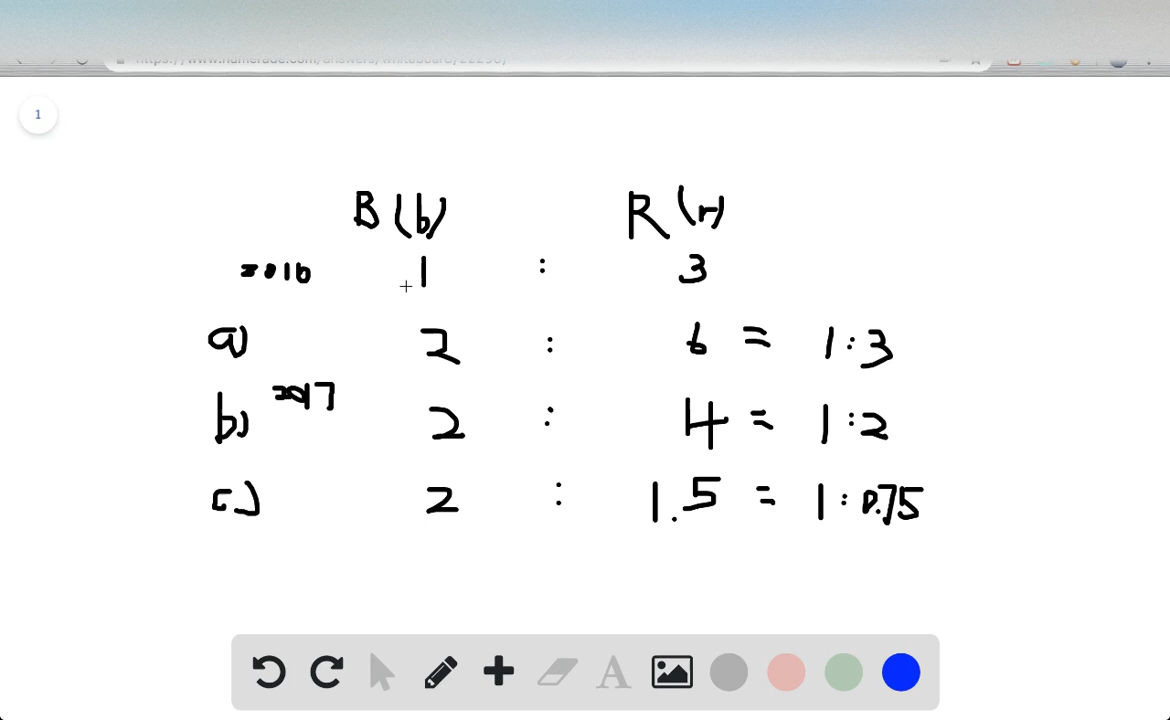 1
B(b) R(r)
2016 1 : 3
a) 2 : 6 = 1:3
b) 2017 2 : 4 = 1:2
c) 2 : 1.5 = 1:0.75
A